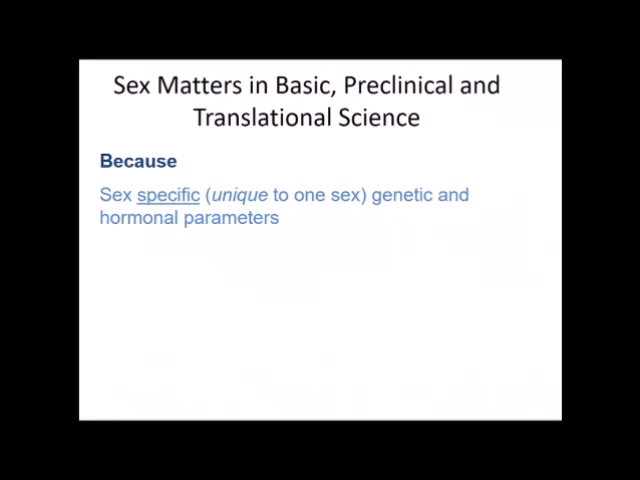 Sex Matters in Basic, Preclinical and
Translational Science
Because
Sex specific (unique to one sex) genetic and
hormonal parameters